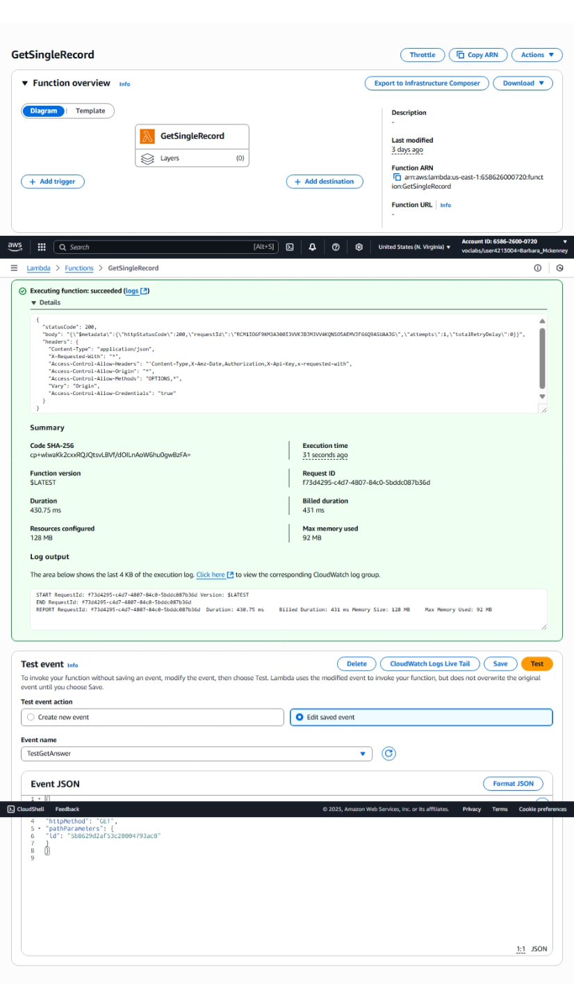 GetSingleRecord
Throttle
Copy ARN
Actions
Function overview Info
Export to Infrastructure Composer
Download
Diagram
Template
GetSingleRecord
Layers (0)
Add trigger
Add destination
Description
-
Last modified
3 days ago
Function ARN
arn:aws:lambda:us-east-1:658626000720:funct
ion:GetSingleRecord
Function URL Info
-
aws
Search [Alt+S]
United States (N. Virginia)
Account ID: 6586-2600-0720
voclabs/user4213004=Barbara_Mckenney
Lambda > Functions > GetSingleRecord
Executing function: succeeded (logs)
Details
{
"statusCode": 200,
"body": "{\"$metadata\":{\"httpStatusCode\":200,\"requestId\":\"RCM1IO6F9KM3A300I3VVKJBJM3VV4KQNSO5AEMVJF66Q9ASUAAJG\",\"attempts\":1,\"totalRetryDelay\":0}}",
"headers": {
"Content-Type": "application/json",
"X-Requested-With": "*",
"Access-Control-Allow-Headers": "'Content-Type,X-Amz-Date,Authorization,X-Api-Key,x-requested-with",
"Access-Control-Allow-Origin": "*",
"Access-Control-Allow-Methods": "OPTIONS,*",
"Vary": "Origin",
"Access-Control-Allow-Credentials": "true"
}
}
Summary
Code SHA-256
cp+wlwaKk2cxxRQJQtsvLBVf/dOILnAoW6hu0gwBzFA=
Execution time
31 seconds ago
Function version
$LATEST
Request ID
f73d4295-c4d7-4807-84c0-5bddc087b36d
Duration
430.75 ms
Billed duration
431 ms
Resources configured
128 MB
Max memory used
92 MB
Log output
The area below shows the last 4 KB of the execution log. Click here to view the corresponding CloudWatch log group.
START RequestId: f73d4295-c4d7-4807-84c0-5bddc087b36d Version: $LATEST
END RequestId: f73d4295-c4d7-4807-84c0-5bddc087b36d
REPORT RequestId: f73d4295-c4d7-4807-84c0-5bddc087b36d Duration: 430.75 ms Billed Duration: 431 ms Memory Size: 128 MB Max Memory Used: 92 MB
Test event Info
Delete
CloudWatch Logs Live Tail
Save
Test
To invoke your function without saving an event, modify the event, then choose Test. Lambda uses the modified event to invoke your function, but does not overwrite the original
event until you choose Save.
Test event action
Create new event
Edit saved event
Event name
TestGetAnswer
Event JSON
Format JSON
1 [{
CloudShell Feedback © 2025, Amazon Web Services, Inc. or its affiliates. Privacy Terms Cookie preferences
4 "httpMethod": "GET",
5 "pathParameters": {
6 "id": "5b8629d2af53c20004793ac0"
7 }
8 }
9
1:1 JSON